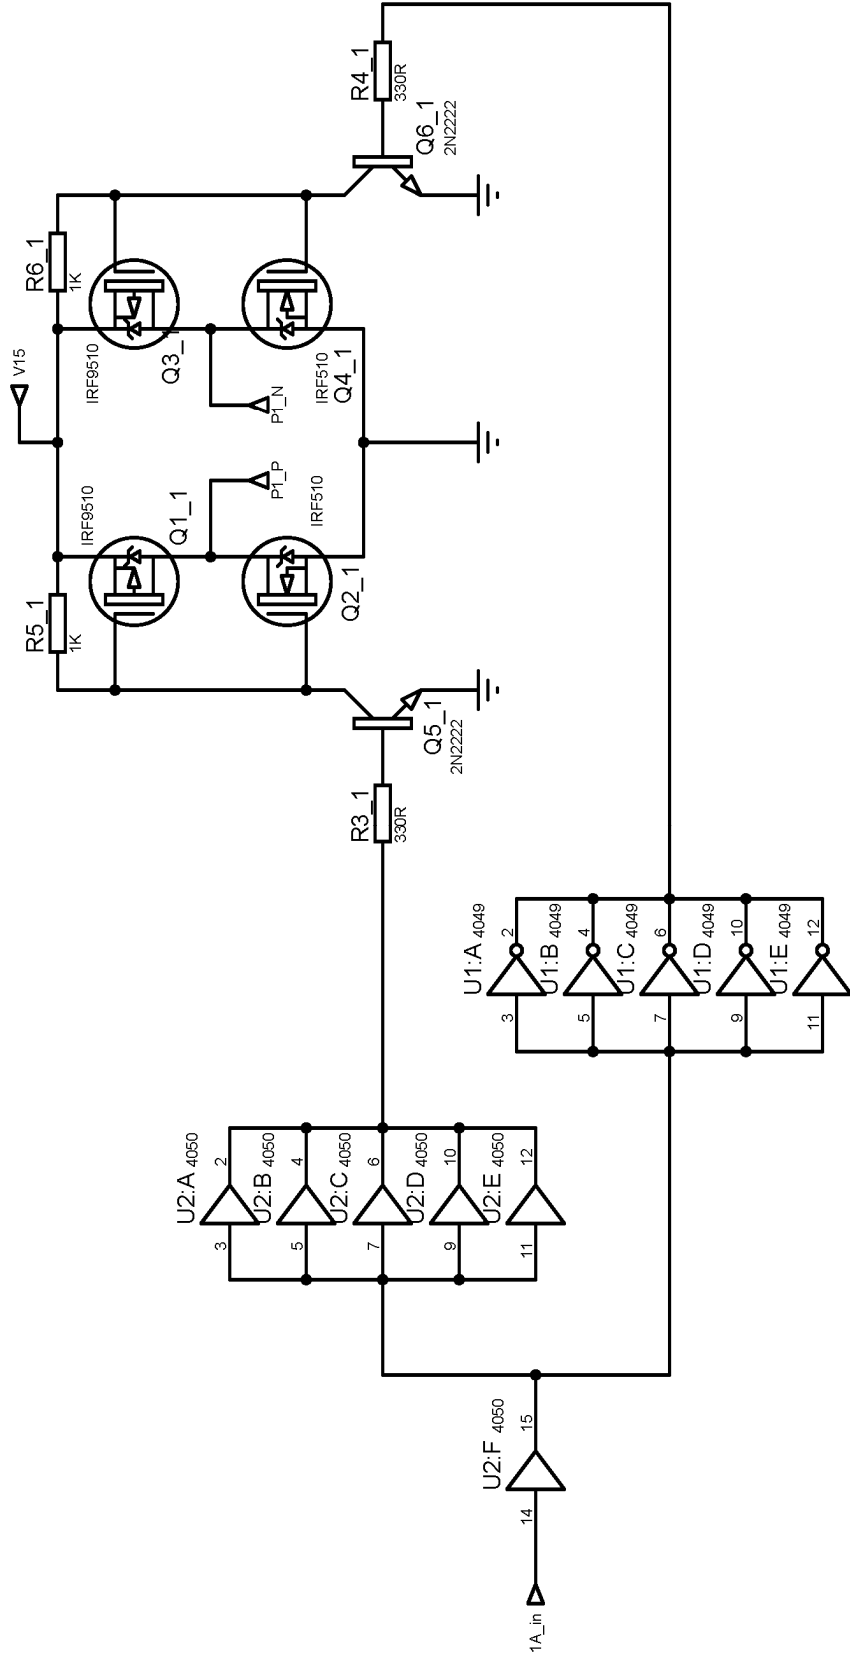 V15
R5_1
1K
R6_1
1K
IRF9510
Q1_1
IRF9510
Q3_1
P1_P
P1_N
IRF510
Q2_1
IRF510
Q4_1
R3_1
330R
Q5_1
2N2222
R4_1
330R
Q6_1
2N2222
U2:A 4050
3
2
U2:B 4050
5
4
U2:C 4050
7
6
U2:D 4050
9
10
U2:E 4050
11
12
U1:A 4049
3
2
U1:B 4049
5
4
U1:C 4049
7
6
U1:D 4049
9
10
U1:E 4049
11
12
U2:F 4050
14
15
1A_in